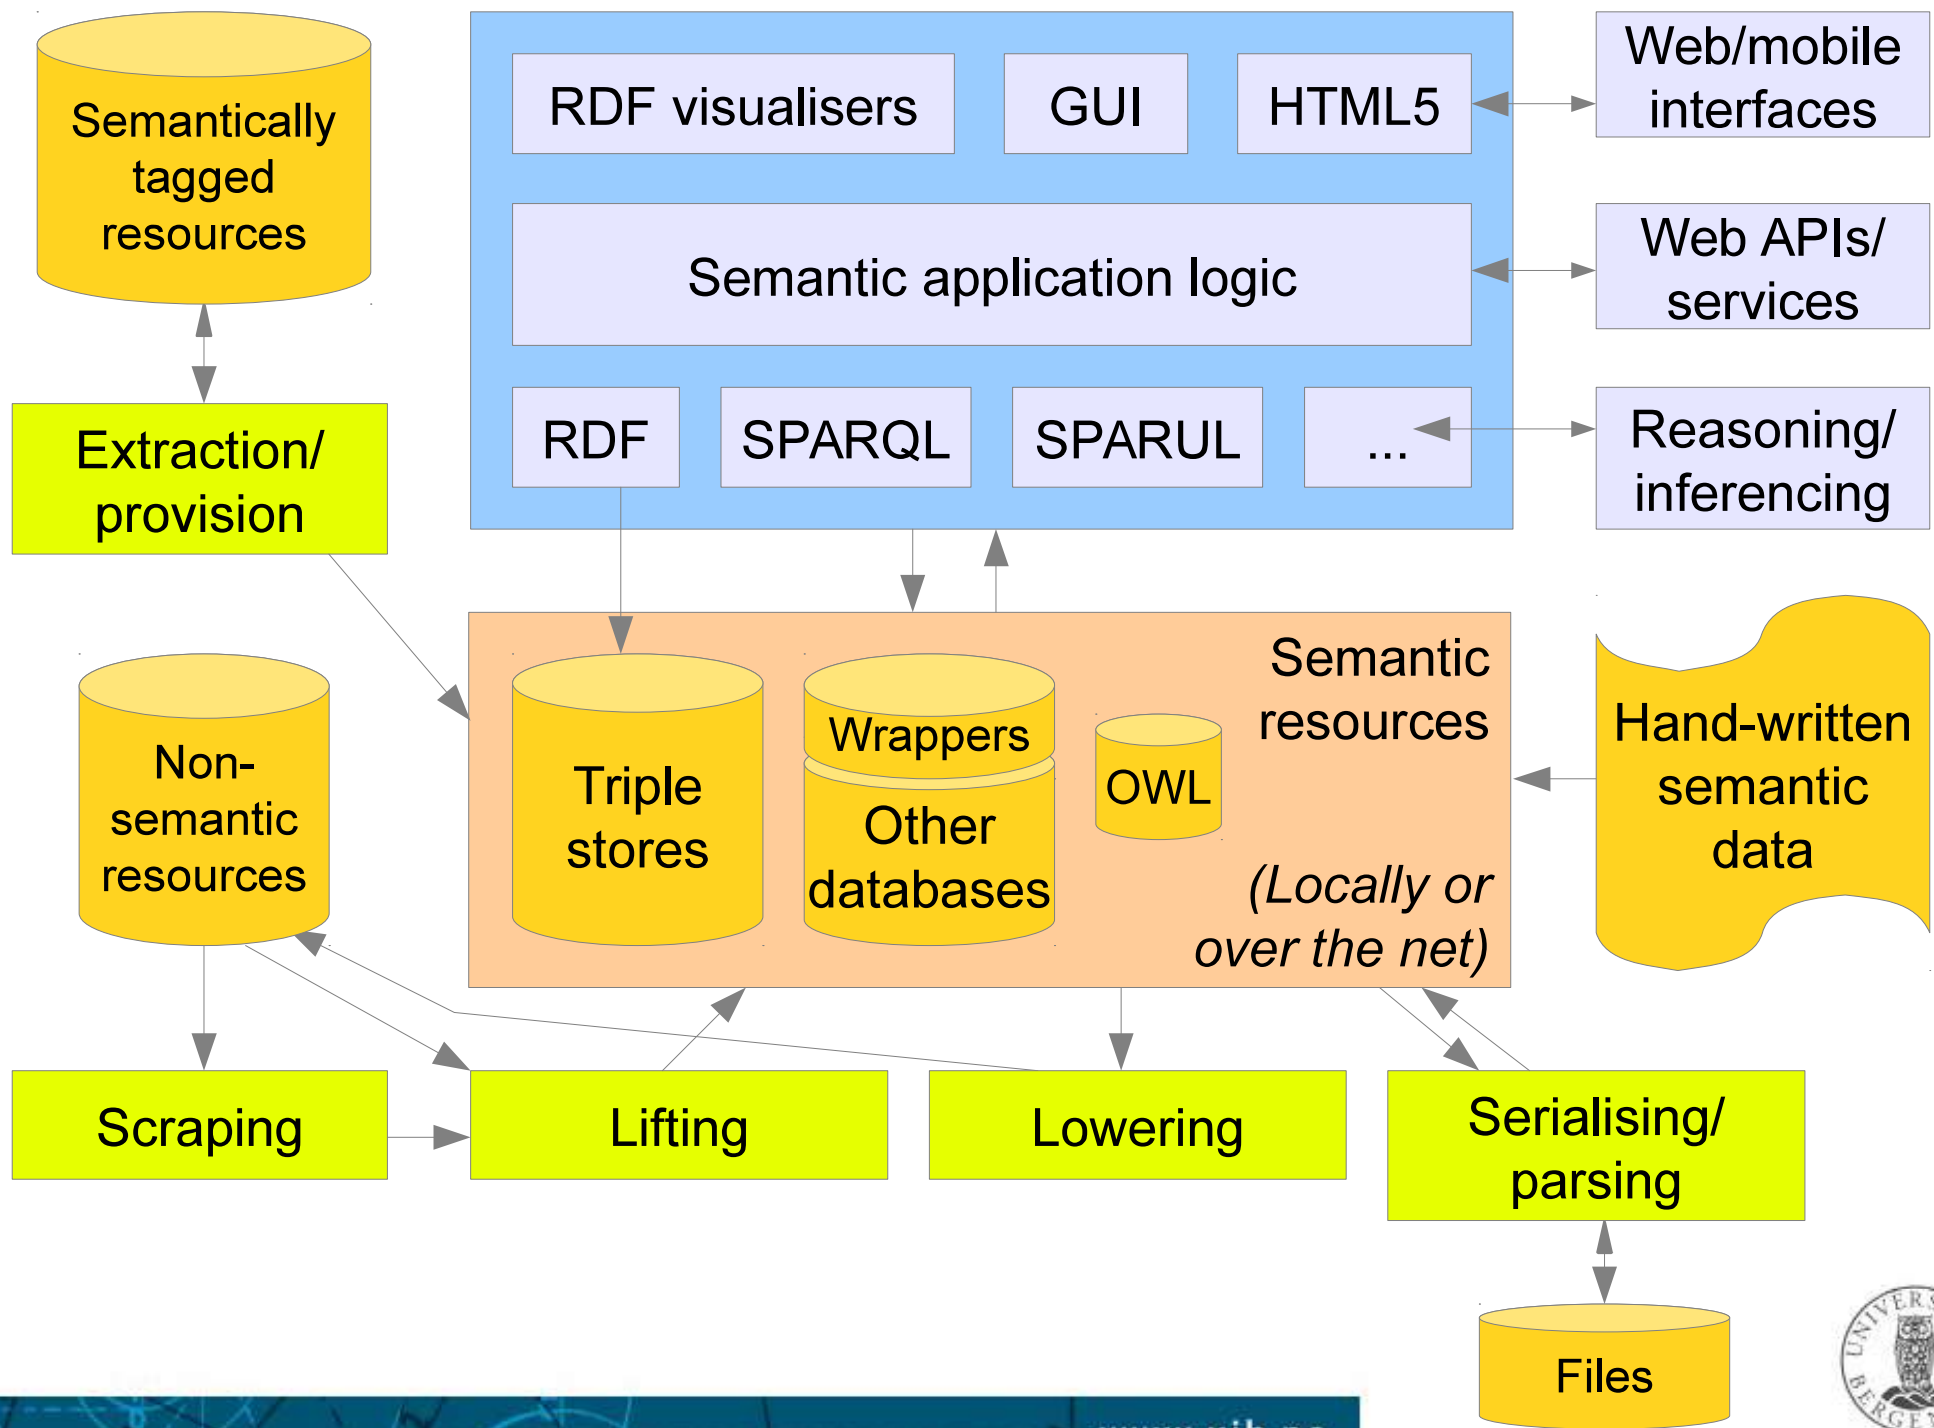 Semantically
tagged
resources
RDF visualisers
GUI
HTML5
Web/mobile
interfaces
Semantic application logic
Web APIs/
services
Extraction/
provision
RDF
SPARQL
SPARUL
...
Reasoning/
inferencing
Non-
semantic
resources
Triple
stores
Wrappers
Other
databases
OWL
Semantic
resources
(Locally or
over the net)
Hand-written
semantic
data
Scraping
Lifting
Lowering
Serialising/
parsing
Files